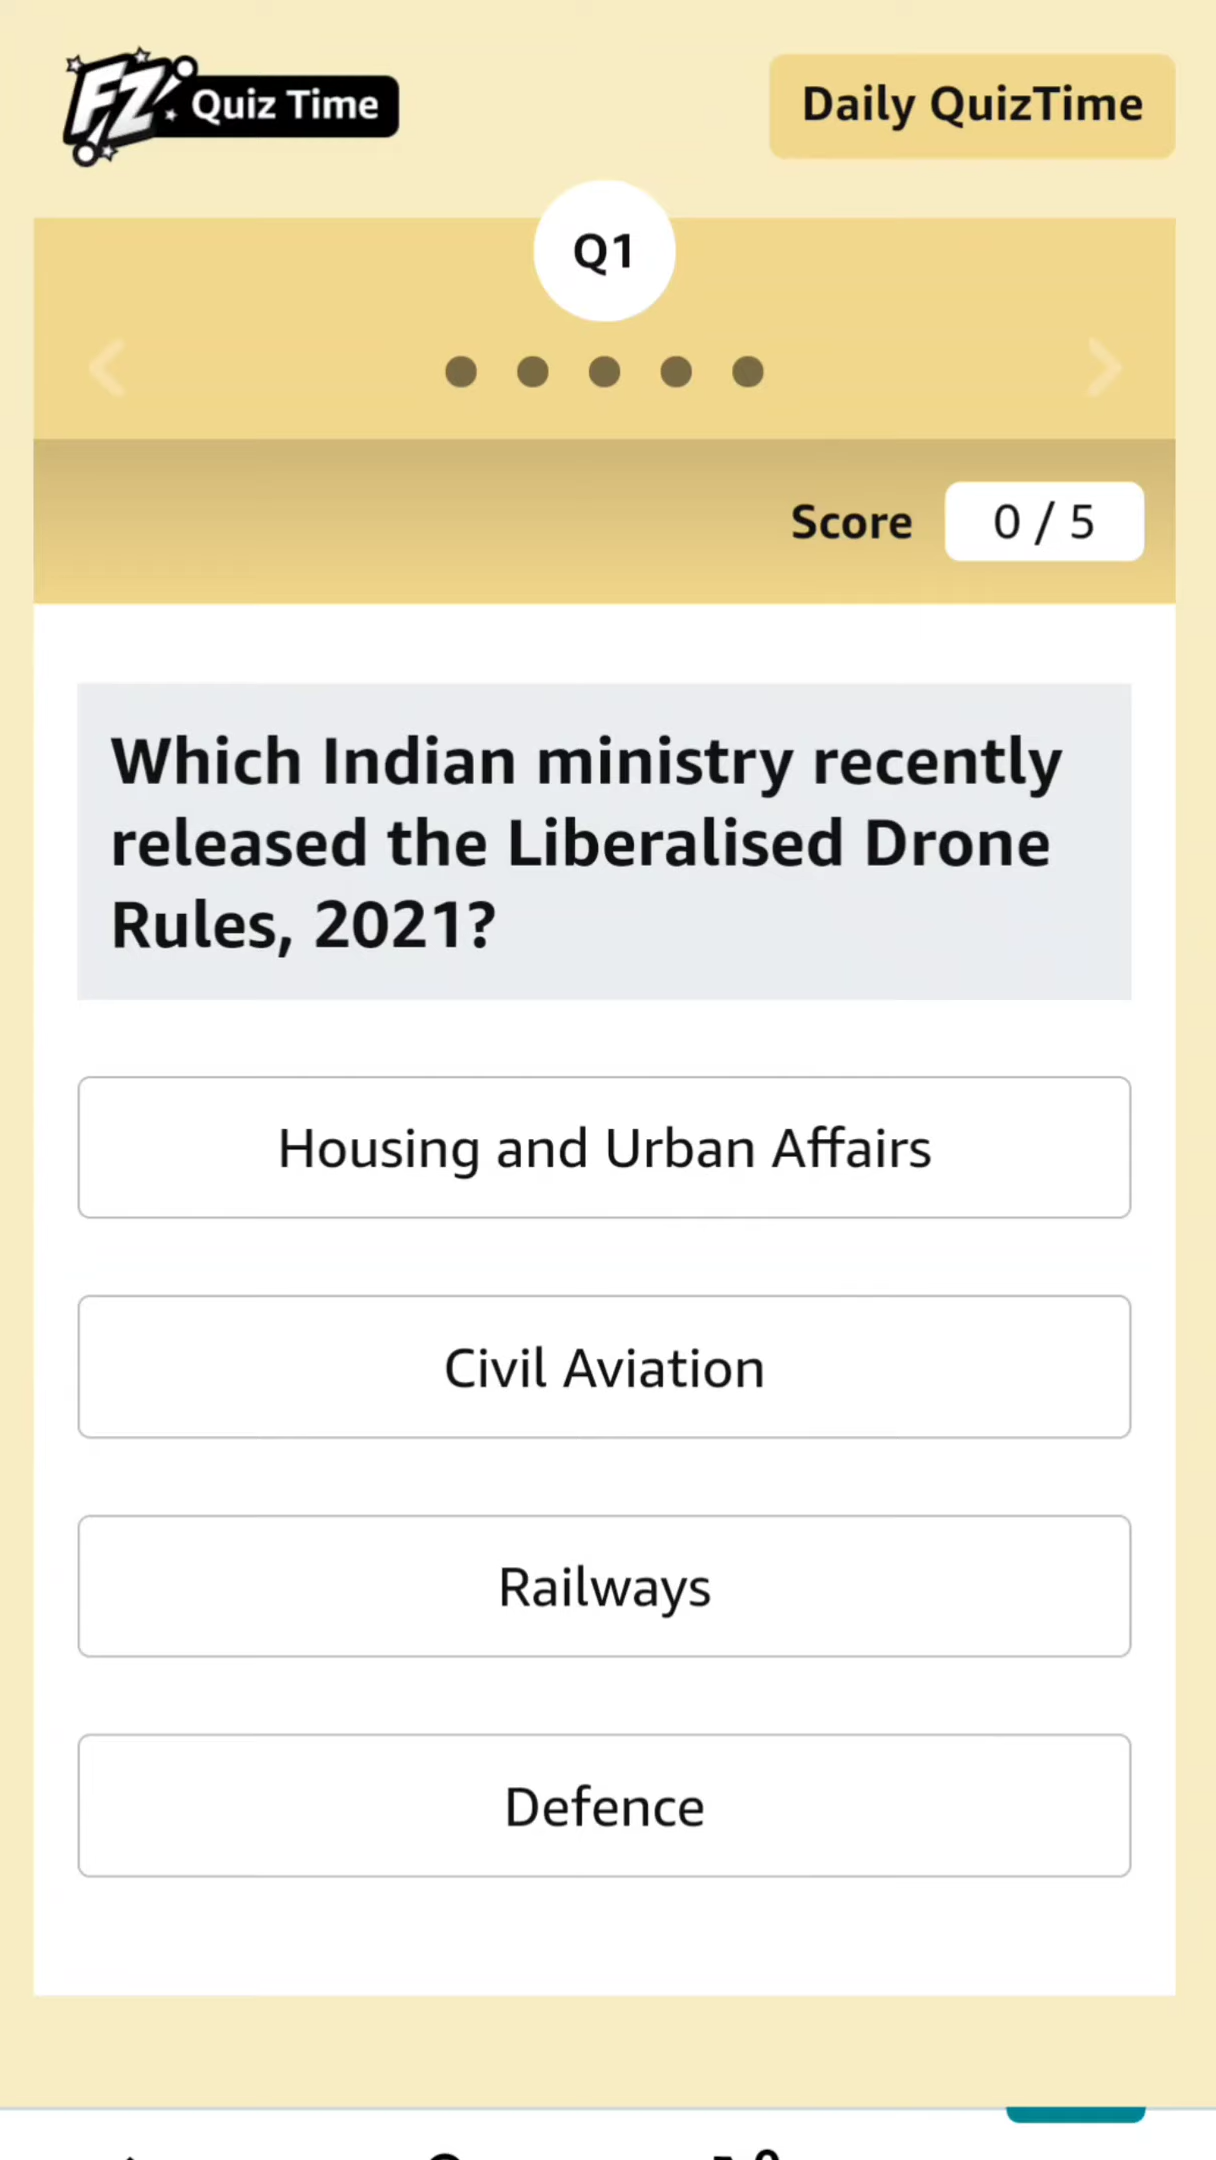 FZ Quiz Time
Daily QuizTime
Q1
Score 0 / 5
Which Indian ministry recently
released the Liberalised Drone
Rules, 2021?
Housing and Urban Affairs
Civil Aviation
Railways
Defence